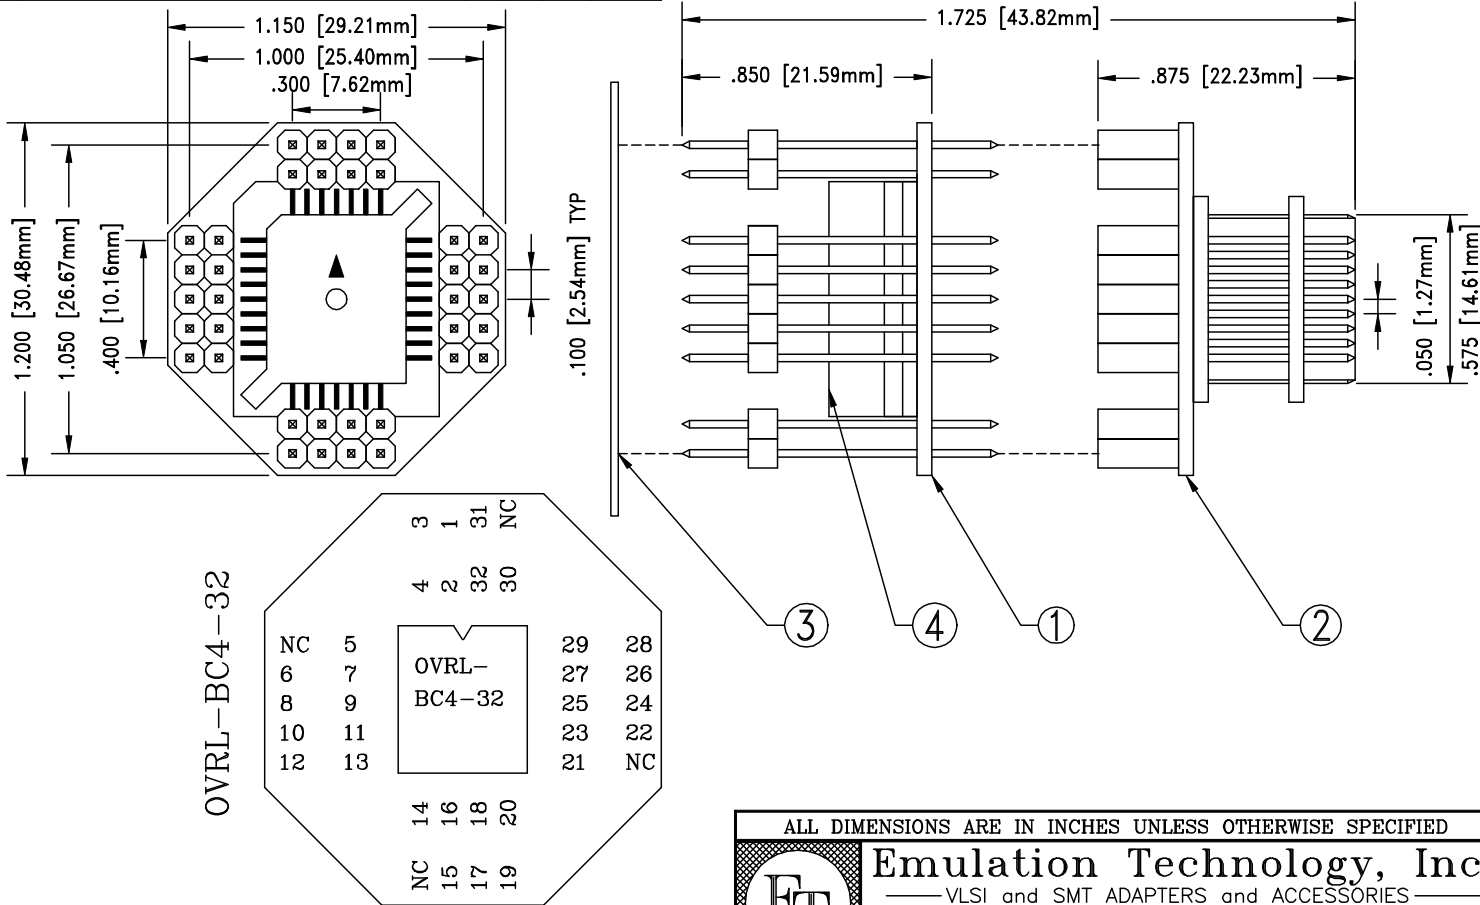 1.150 [29.21mm]
1.000 [25.40mm]
.300 [7.62mm]
1.200 [30.48mm]
1.050 [26.67mm]
.400 [10.16mm]
.100 [2.54mm] TYP
1.725 [43.82mm]
.850 [21.59mm]
.875 [22.23mm]
.050 [1.27mm]
.575 [14.61mm]
3
4
1
2
OVRL-BC4-32
3 1 31 NC
4 2 32 30
NC 5 29 28
6 7 27 26
8 9 25 24
10 11 23 22
12 13 21 NC
OVRL-
BC4-32
14 16 18 20
NC 15 17 19
ALL DIMENSIONS ARE IN INCHES UNLESS OTHERWISE SPECIFIED
ET
Emulation Technology, Inc
VLSI and SMT ADAPTERS and ACCESSORIES